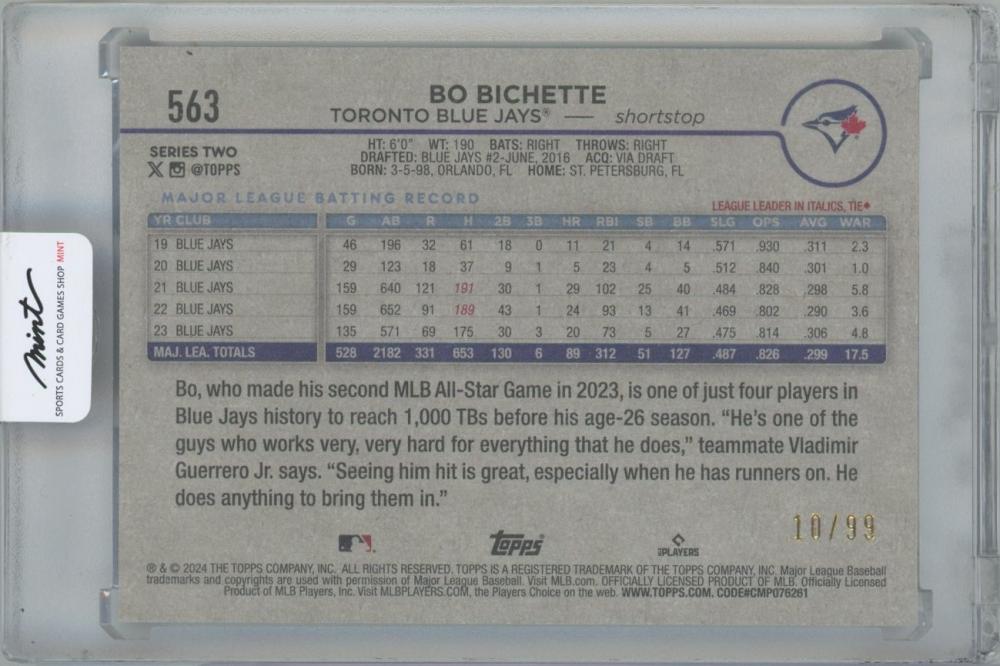 563
BO BICHETTE
TORONTO BLUE JAYS® — shortstop
SERIES TWO
@TOPPS
HT: 6'0" WT: 190 BATS: RIGHT THROWS: RIGHT
DRAFTED: BLUE JAYS #2-JUNE, 2016 ACQ: VIA DRAFT
BORN: 3-5-98, ORLANDO, FL HOME: ST. PETERSBURG, FL
MAJOR LEAGUE BATTING RECORD
LEAGUE LEADER IN ITALICS, TIE♦
YR CLUB G AB R H 2B 3B HR RBI SB BB SLG OPS AVG WAR
19 BLUE JAYS 46 196 32 61 18 0 11 21 4 14 .571 .930 .311 2.3
20 BLUE JAYS 29 123 18 37 9 1 5 23 4 5 .512 .840 .301 1.0
21 BLUE JAYS 159 640 121 191 30 1 29 102 25 40 .484 .828 .298 5.8
22 BLUE JAYS 159 652 91 189 43 1 24 93 13 41 .469 .802 .290 3.6
23 BLUE JAYS 135 571 69 175 30 3 20 73 5 27 .475 .814 .306 4.8
MAJ. LEA. TOTALS 528 2182 331 653 130 6 89 312 51 127 .487 .826 .299 17.5
Bo, who made his second MLB All-Star Game in 2023, is one of just four players in
Blue Jays history to reach 1,000 TBs before his age-26 season. “He’s one of the
guys who works very, very hard for everything that he does,” teammate Vladimir
Guerrero Jr. says. “Seeing him hit is great, especially when he has runners on. He
does anything to bring them in.”
10/99
topps
PLAYERS
® & © 2024 THE TOPPS COMPANY, INC. ALL RIGHTS RESERVED. TOPPS IS A REGISTERED TRADEMARK OF THE TOPPS COMPANY, INC. Major League Baseball
trademarks and copyrights are used with permission of Major League Baseball. Visit MLB.com. OFFICIALLY LICENSED PRODUCT OF MLB. Officially Licensed
Product of MLB Players, Inc. Visit MLBPLAYERS.COM, the Players Choice on the web. WWW.TOPPS.COM. CODE#CMP076261
mint
SPORTS CARDS & CARD GAMES SHOP MINT